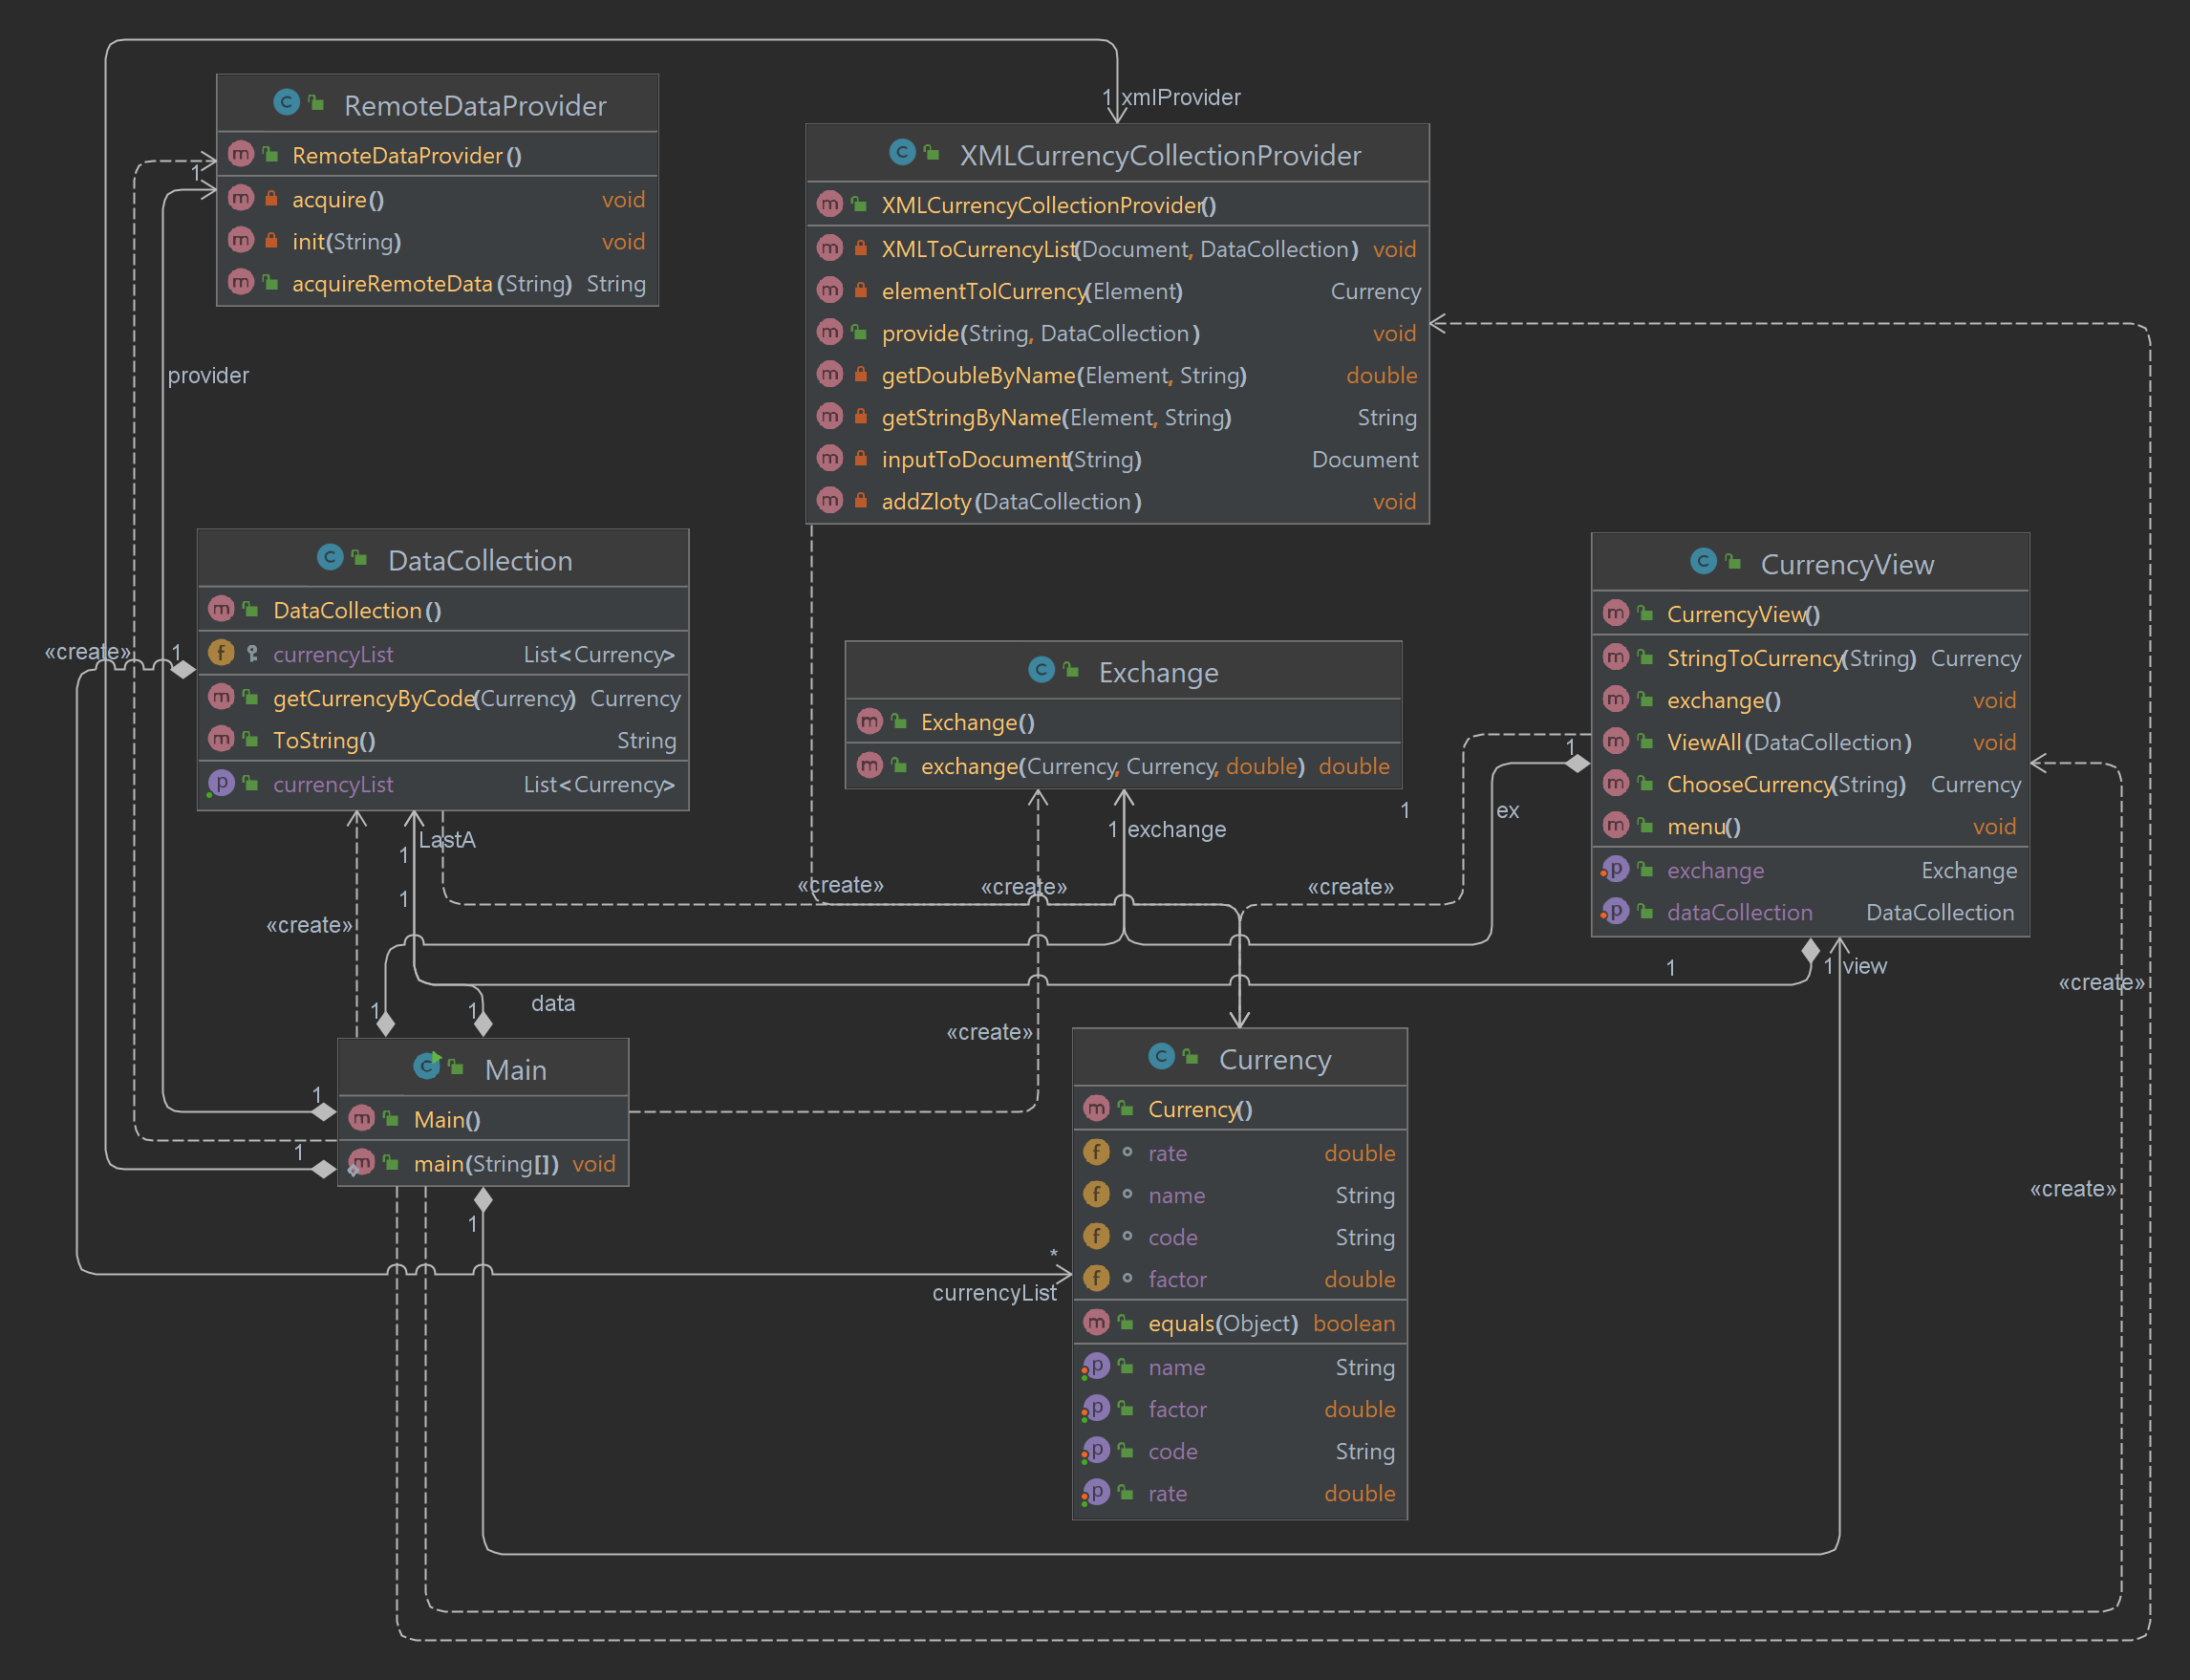 1 xmlProvider
RemoteDataProvider
RemoteDataProvider()
1
acquire() void
init(String) void
acquireRemoteData(String) String
provider
XMLCurrencyCollectionProvider
XMLCurrencyCollectionProvider()
XMLToCurrencyList(Document, DataCollection) void
elementTolCurrency(Element) Currency
provide(String, DataCollection) void
getDoubleByName(Element, String) double
getStringByName(Element, String) String
inputToDocument(String) Document
addZloty(DataCollection) void
DataCollection
DataCollection()
currencyList List<Currency>
getCurrencyByCode(Currency) Currency
ToString() String
currencyList List<Currency>
«create» 1
Exchange
Exchange()
exchange(Currency, Currency, double) double
CurrencyView
CurrencyView()
StringToCurrency(String) Currency
exchange() void
ViewAll(DataCollection) void
ChooseCurrency(String) Currency
menu() void
exchange Exchange
dataCollection DataCollection
1
ex
1
LastA
1
1 exchange
«create»
«create»
«create»
1
«create»
1
1 view
«create»
data
1
1
«create»
Main
Main()
main(String[]) void
1
1
1
«create»
*
currencyList
Currency
Currency()
rate double
name String
code String
factor double
equals(Object) boolean
name String
factor double
code String
rate double